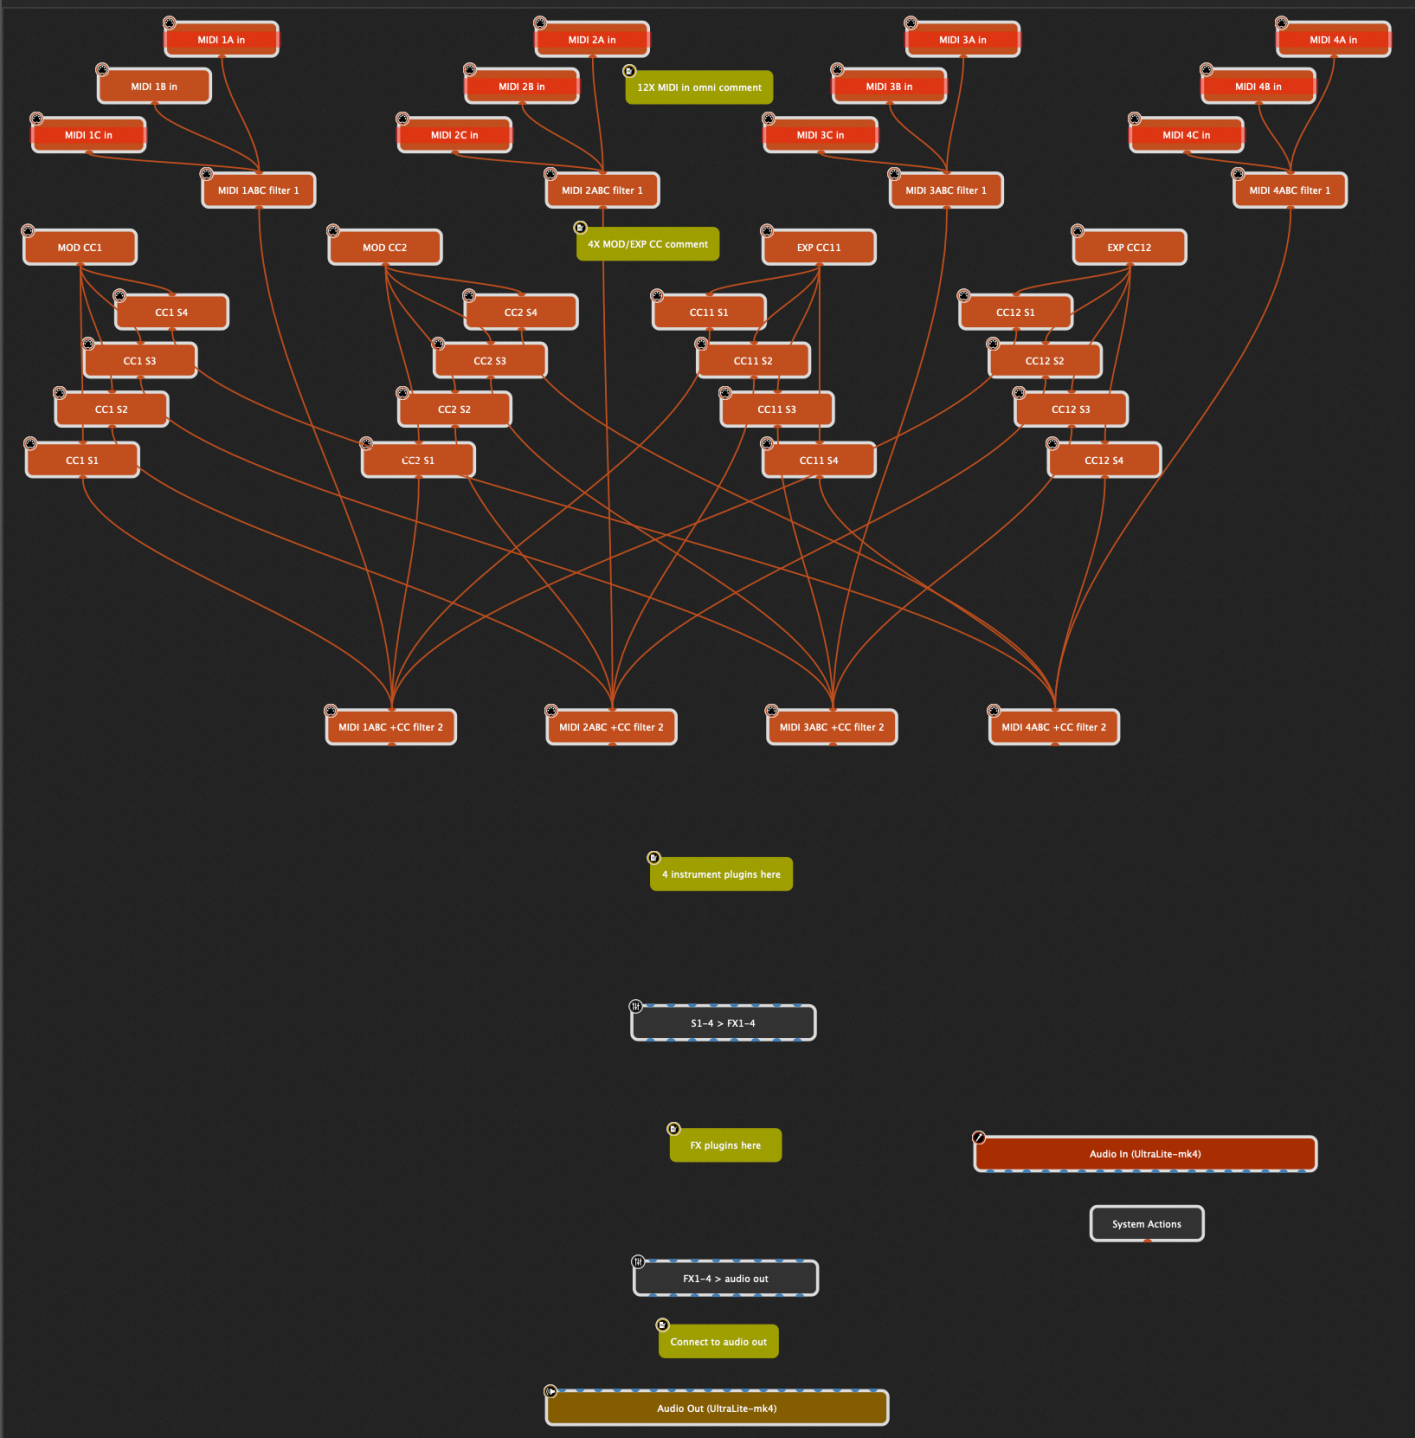 MIDI 1A in
MIDI 2A in
MIDI 3A in
MIDI 4A in
MIDI 1B in
MIDI 2B in
12X MIDI in omni comment
MIDI 3B in
MIDI 4B in
MIDI 1C in
MIDI 2C in
MIDI 3C in
MIDI 4C in
MIDI 1ABC filter 1
MIDI 2ABC filter 1
MIDI 3ABC filter 1
MIDI 4ABC filter 1
MOD CC1
MOD CC2
4X MOD/EXP CC comment
EXP CC11
EXP CC12
CC1 S4
CC2 S4
CC11 S1
CC12 S1
CC1 S3
CC2 S3
CC11 S2
CC12 S2
CC1 S2
CC2 S2
CC11 S3
CC12 S3
CC1 S1
CC2 S1
CC11 S4
CC12 S4
MIDI 1ABC +CC filter 2
MIDI 2ABC +CC filter 2
MIDI 3ABC +CC filter 2
MIDI 4ABC +CC filter 2
4 instrument plugins here
S1-4 > FX1-4
FX plugins here
Audio In (UltraLite-mk4)
System Actions
FX1-4 > audio out
Connect to audio out
Audio Out (UltraLite-mk4)